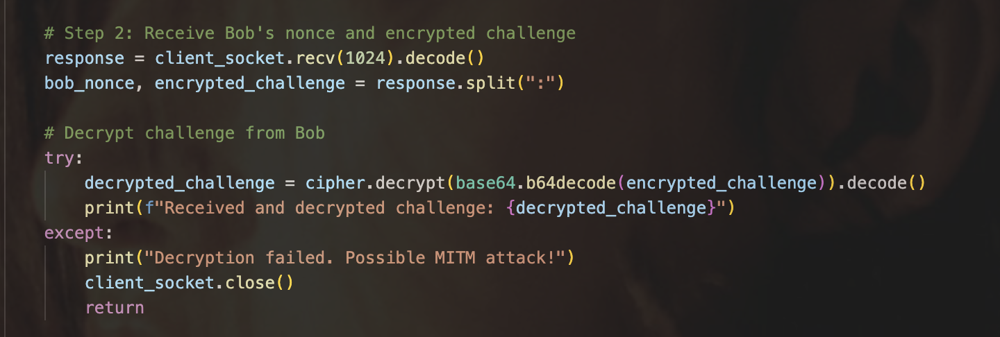 # Step 2: Receive Bob's nonce and encrypted challenge
response = client_socket.recv(1024).decode()
bob_nonce, encrypted_challenge = response.split(":")
# Decrypt challenge from Bob
try:
    decrypted_challenge = cipher.decrypt(base64.b64decode(encrypted_challenge)).decode()
    print(f"Received and decrypted challenge: {decrypted_challenge}")
except:
    print("Decryption failed. Possible MITM attack!")
    client_socket.close()
    return